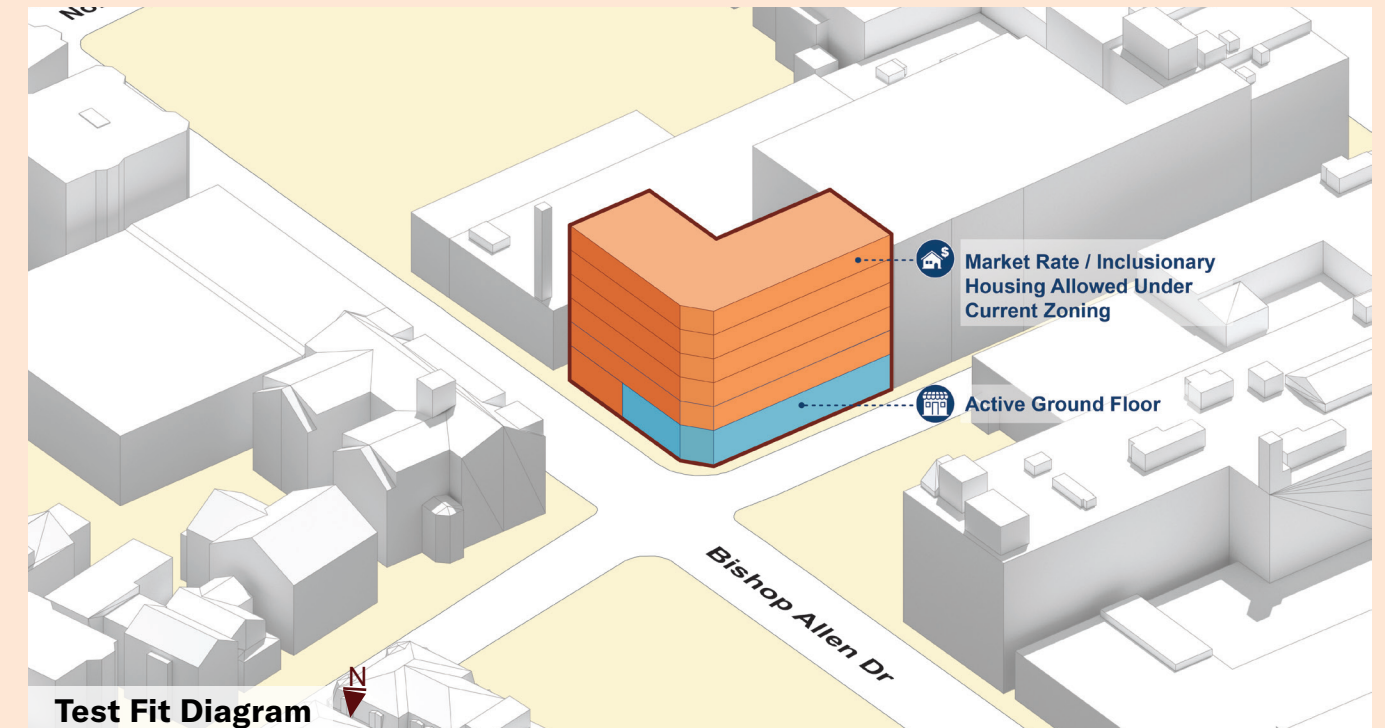 Market Rate / Inclusionary
Housing Allowed Under
Current Zoning
Active Ground Floor
Bishop Allen Dr
N
Test Fit Diagram